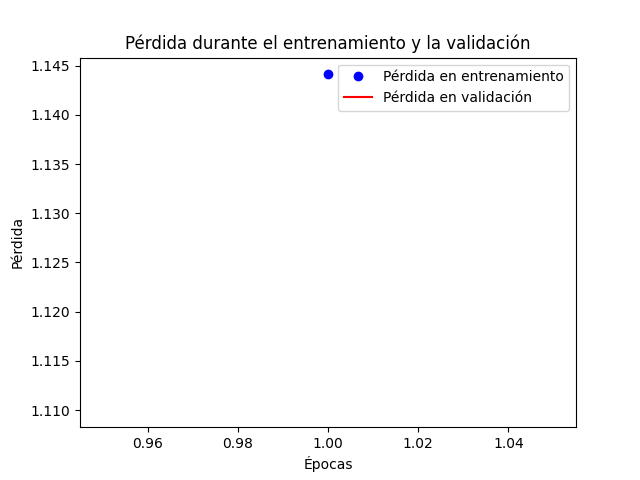 Pérdida durante el entrenamiento y la validación
Pérdida en entrenamiento
Pérdida en validación
1.145
1.140
1.135
1.130
1.125
1.120
1.115
1.110
Pérdida
0.96 0.98 1.00 1.02 1.04
Épocas